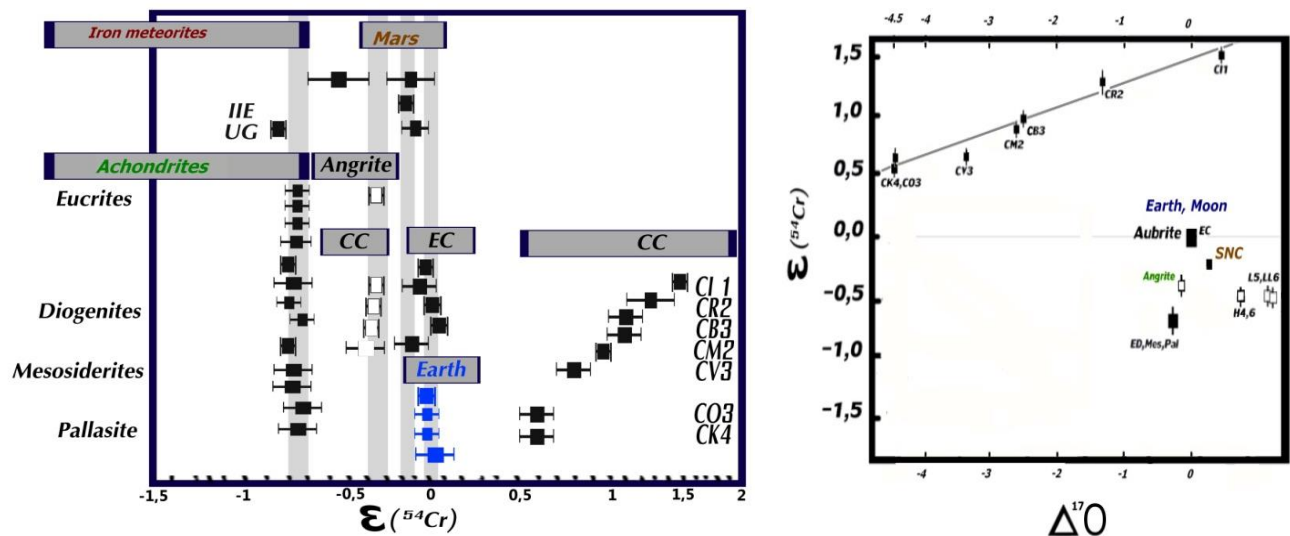 Iron meteorites
Mars
IIE
UG
Achondrites
Angrite
Eucrites
CC
EC
CC
CI 1
CR2
Diogenites
CB3
CM2
Earth
CV3
Mesosiderites
CO3
Pallasite
CK4
-1,5 -1 -0,5 0 0,5 1 1,5 2
ε (⁵⁴Cr)
-4.5 -3 -2 -1 0
1,5
CI1
CR2
1,0
CB3
CM2
0,5
CV3
CK4,CO3
Earth, Moon
0,0
Aubrite EC
SNC
Angrite
L5,LL6
-0,5
H4,6
ED,Mes,Pal
-1,0
-1,5
ε (⁵⁴Cr)
-4 -3 -2 -1 0
Δ¹⁷O